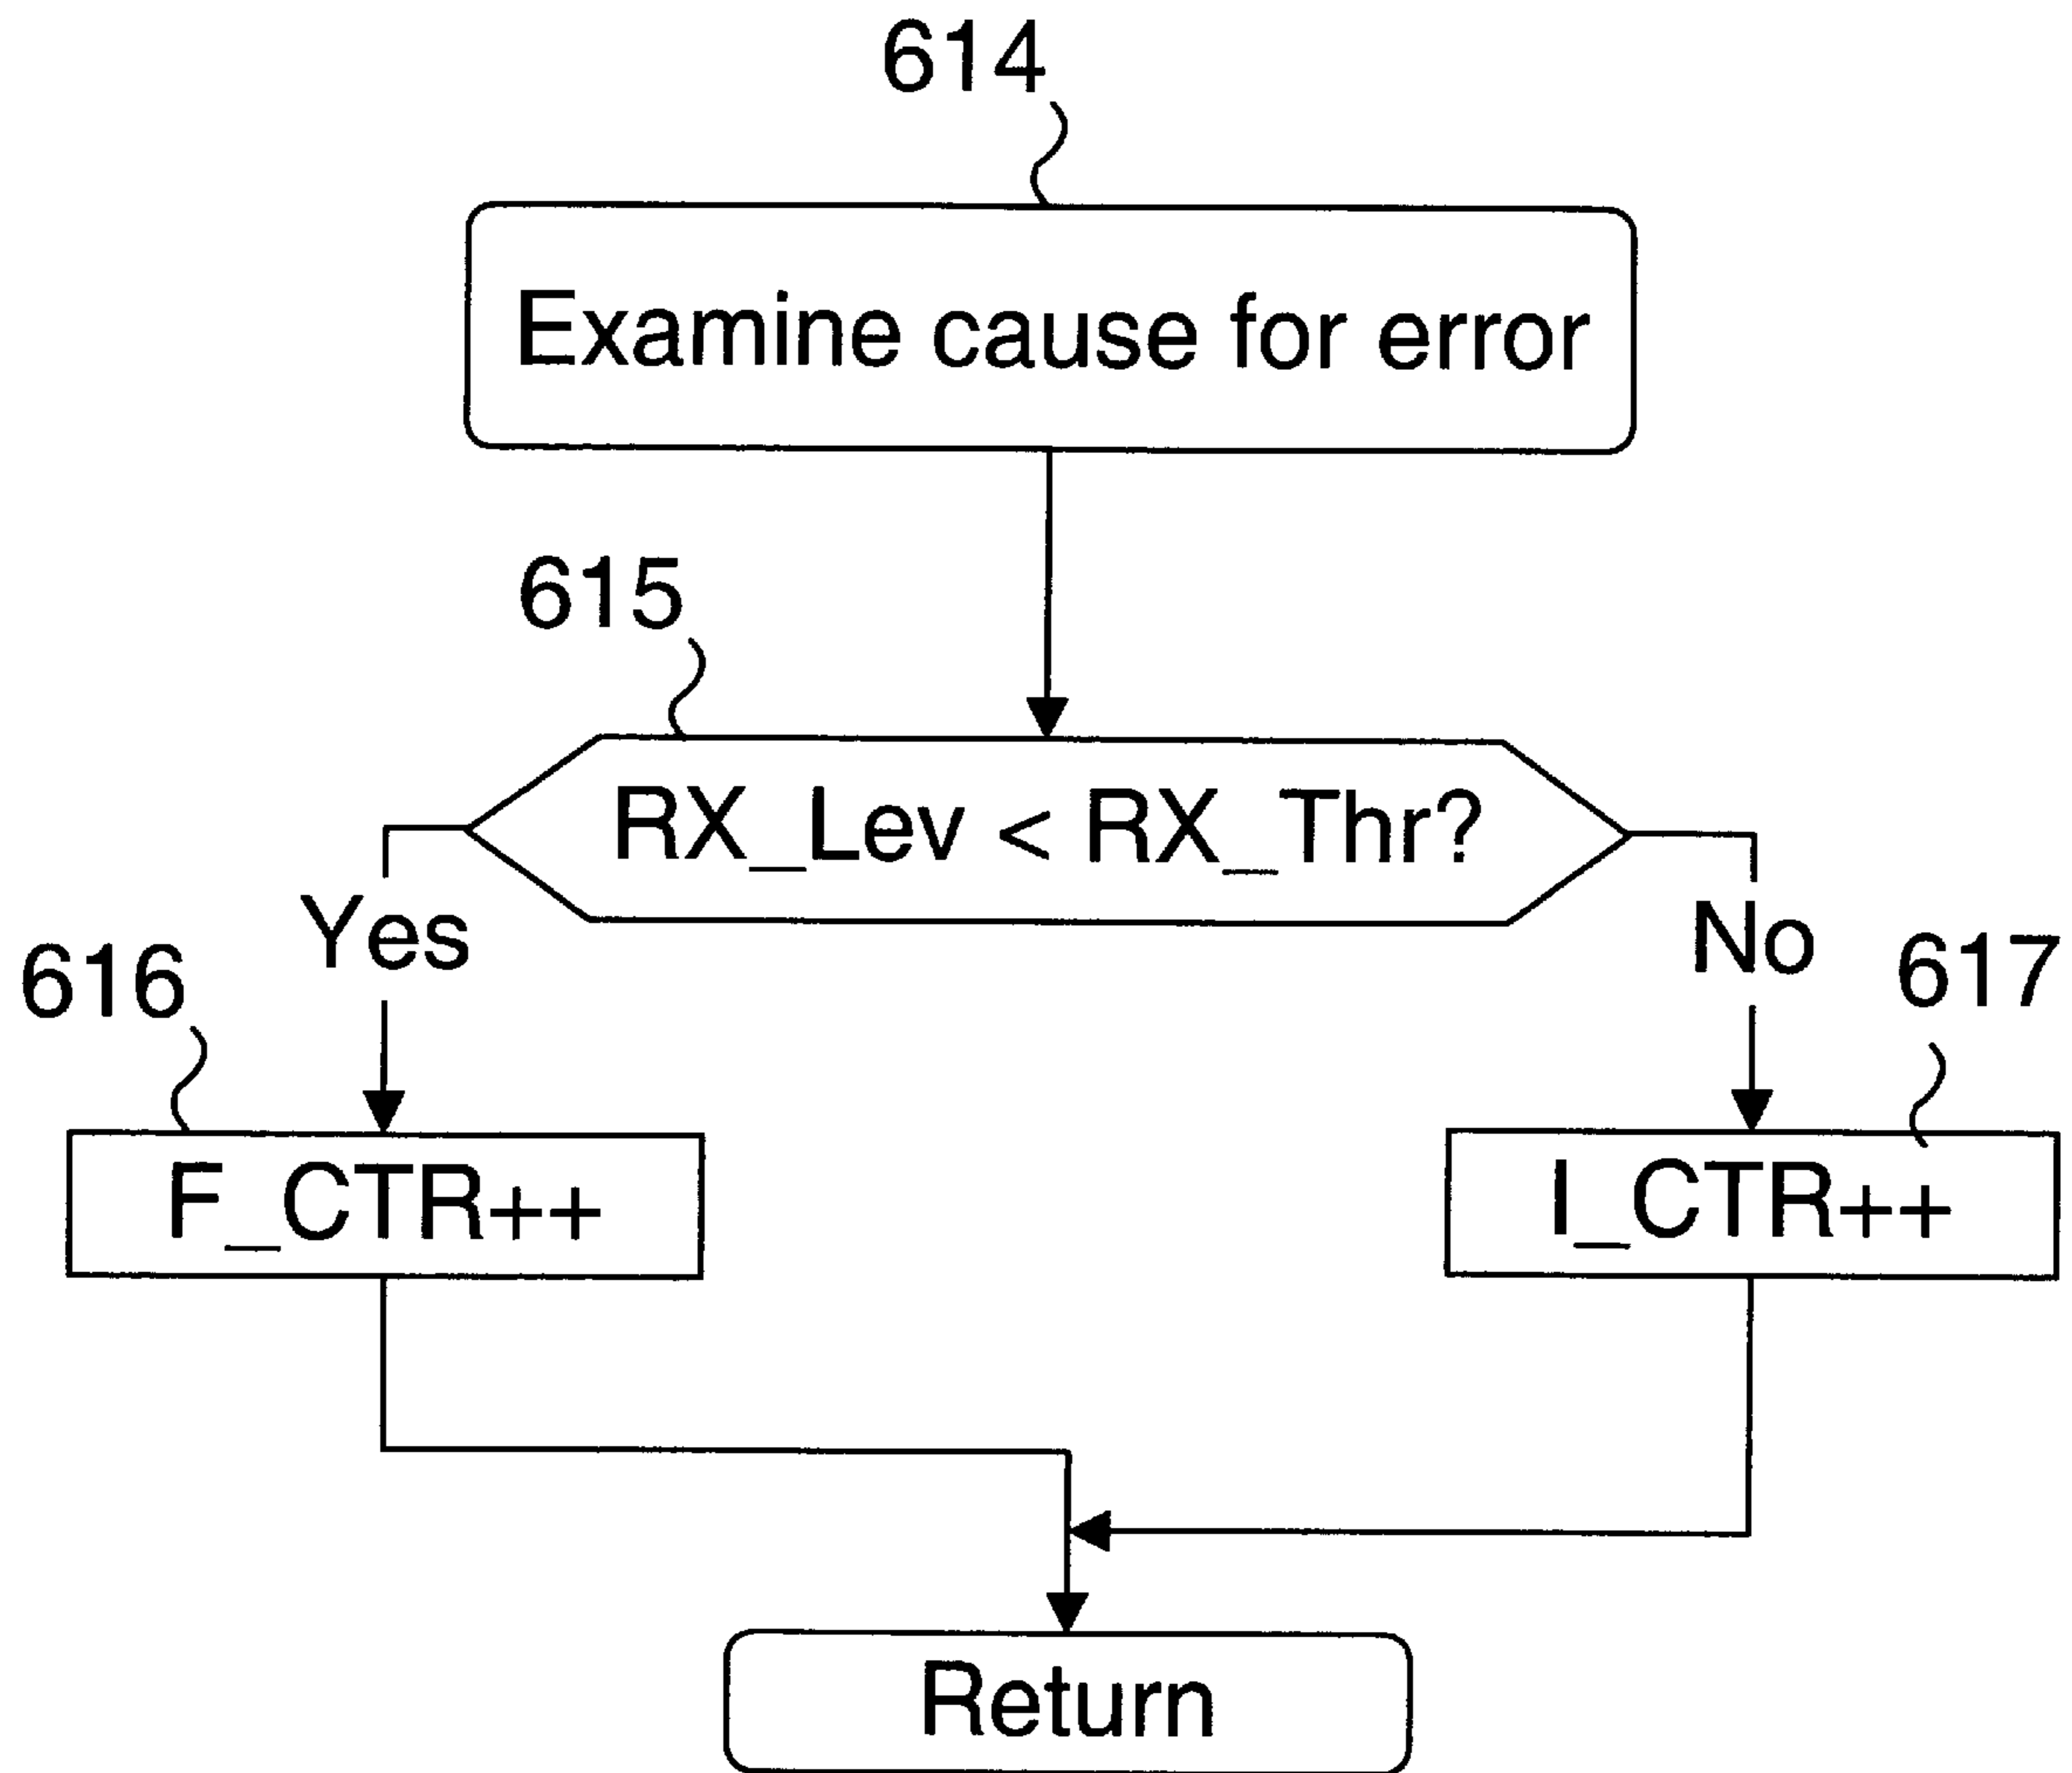 614
Examine cause for error
615
RX_Lev < RX_Thr?
Yes
No
616
617
F_CTR++
I_CTR++
Return